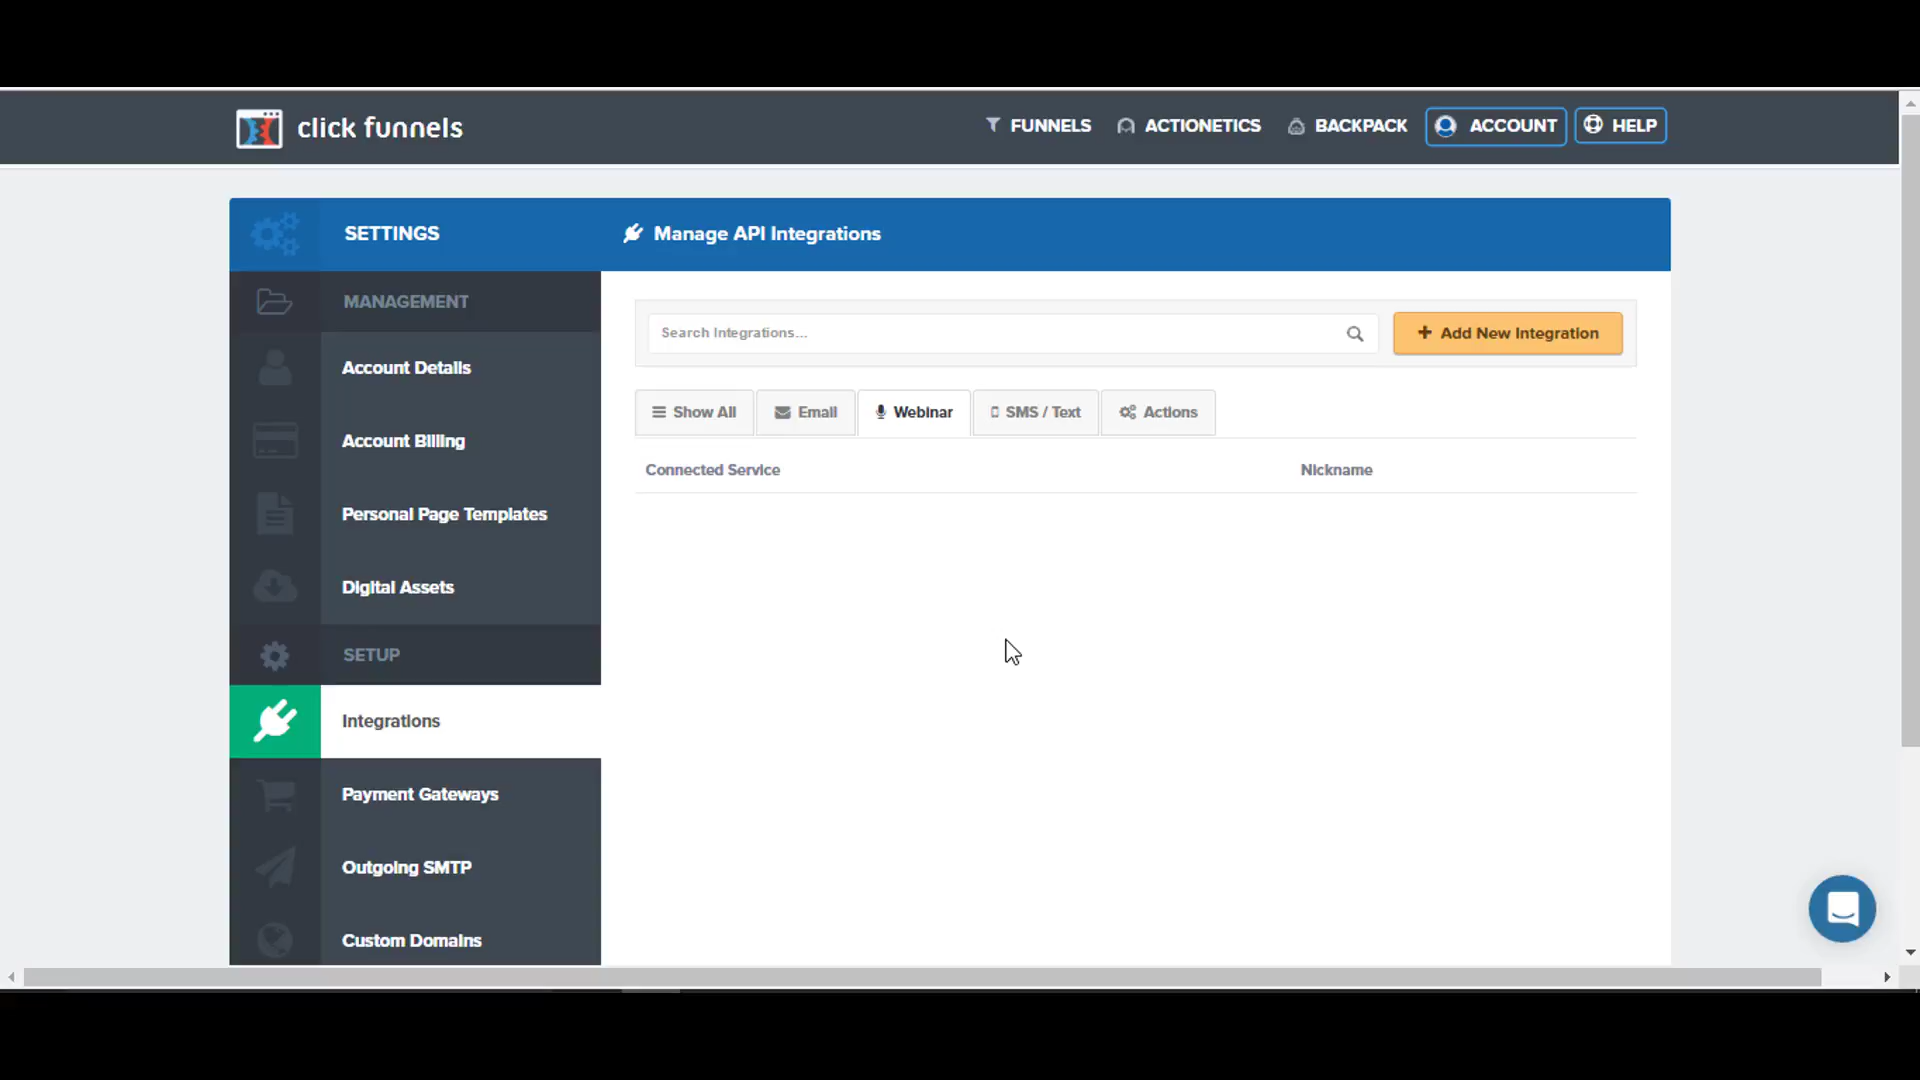 click funnels
FUNNELS
ACTIONETICS
BACKPACK
ACCOUNT
HELP
SETTINGS
Manage API Integrations
MANAGEMENT
Account Details
Account Billing
Personal Page Templates
Digital Assets
SETUP
Integrations
Payment Gateways
Outgoing SMTP
Custom Domains
Search Integrations...
+ Add New Integration
Show All
Email
Webinar
SMS / Text
Actions
Connected Service
Nickname